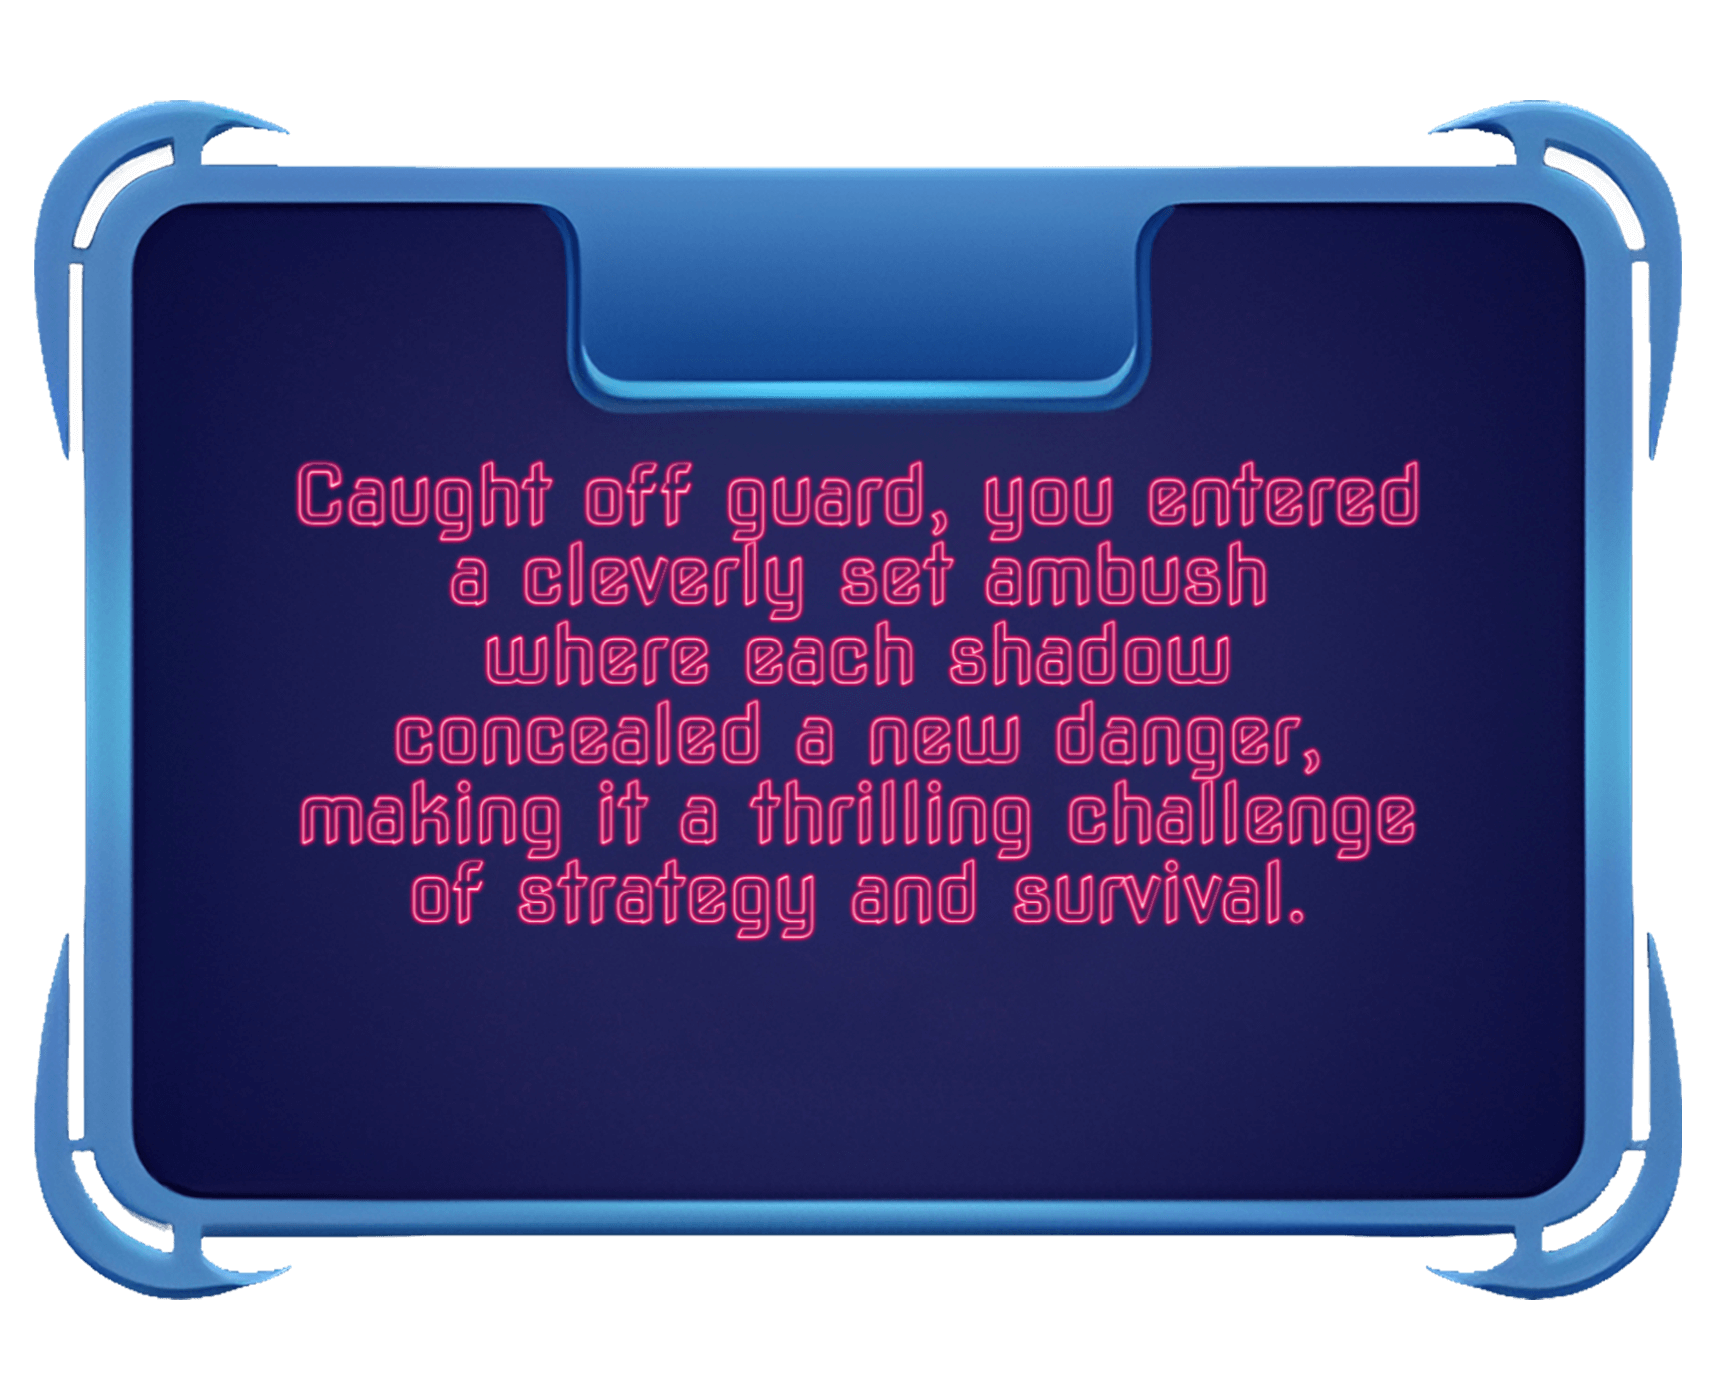 Caught off guard, you entered
a cleverly set ambush
where each shadow
concealed a new danger,
making it a thrilling challenge
of strategy and survival.